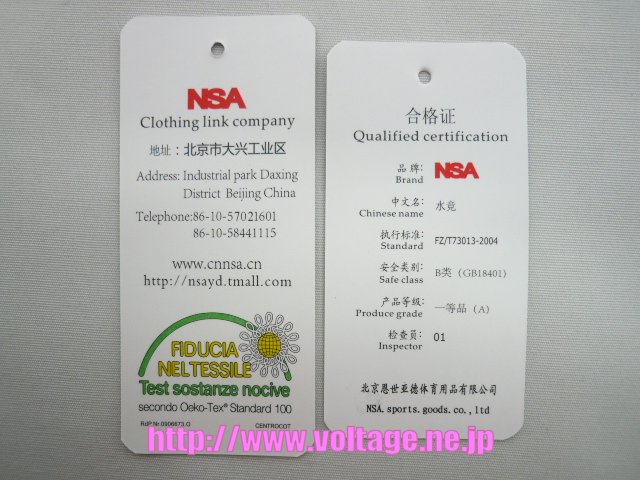 NSA
Clothing link company
地址：北京市大兴工业区
Address: Industrial park Daxing
District Beijing China
Telephone:86-10-57021601
86-10-58441115
www.cnnsa.cn
http://nsayd.tmall.com
FIDUCIA
NEL TESSILE
Test sostanze nocive
secondo Oeko-Tex® Standard 100
RdP.Nr.0906673.O CENTROCOT
合格证
Qualified certification
品牌: NSA
Brand
中文名: 水竞
Chinese name
执行标准: FZ/T73013-2004
Standard
安全类别: B类（GB18401）
Safe class
产品等级: 一等品（A）
Produce grade
检查员: 01
Inspector
北京恩世亚德体育用品有限公司
NSA. sports. goods. co., ltd
http://www.voltage.ne.jp